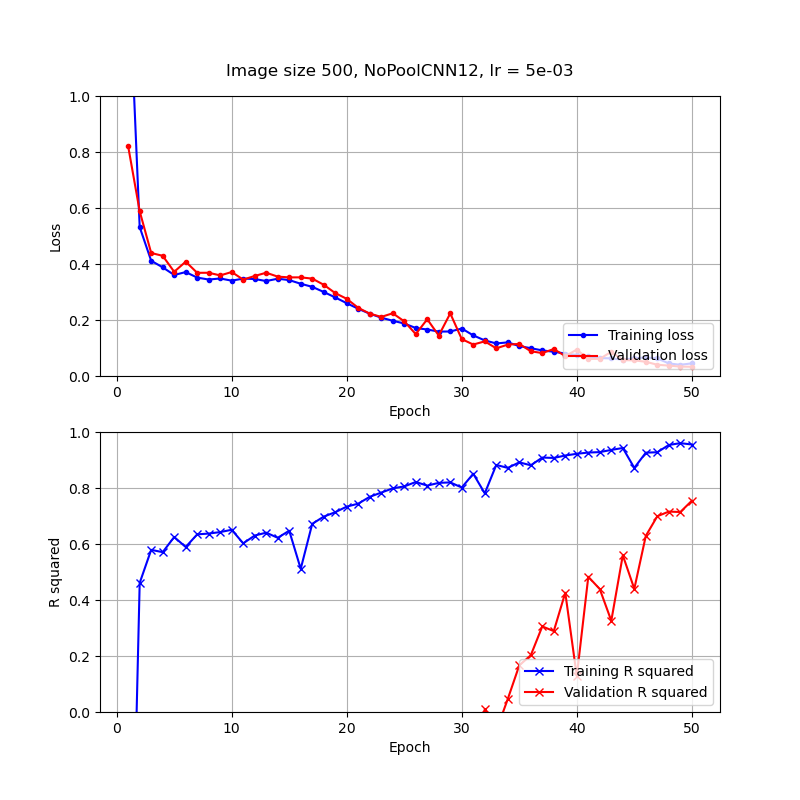 Image size 500, NoPoolCNN12, lr = 5e-03
1.0
0.8
0.6
0.4
0.2
0.0
Loss
0 10 20 30 40 50
Epoch
Training loss
Validation loss
1.0
0.8
0.6
0.4
0.2
0.0
R squared
0 10 20 30 40 50
Epoch
Training R squared
Validation R squared